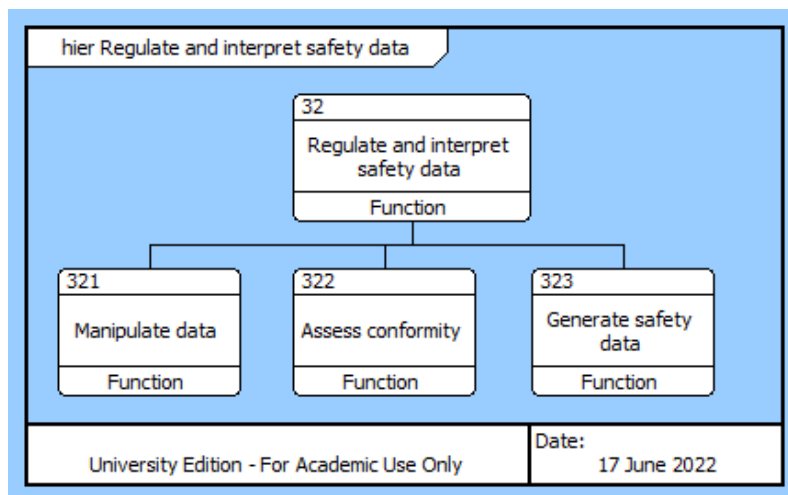 hier Regulate and interpret safety data
32
Regulate and interpret
safety data
Function
321
Manipulate data
Function
322
Assess conformity
Function
323
Generate safety
data
Function
University Edition - For Academic Use Only
Date:
17 June 2022